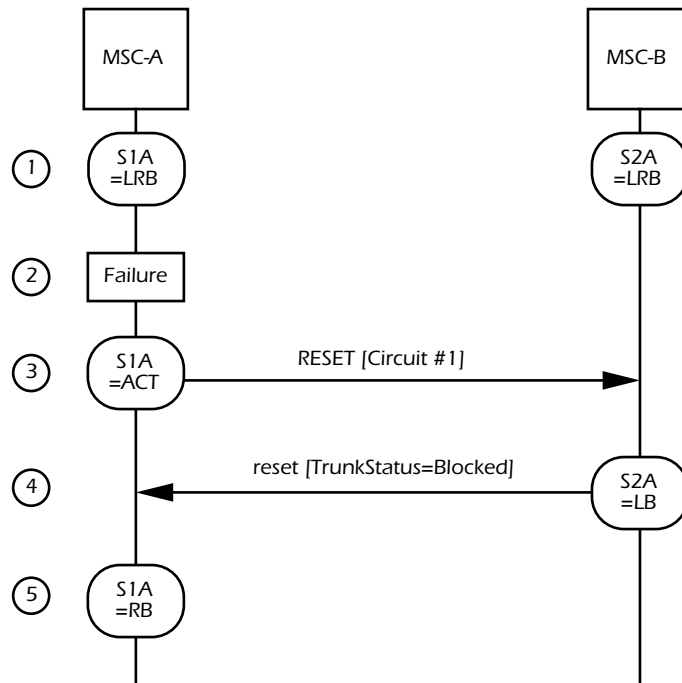 MSC-A
MSC-B
1
S1A
=LRB
S2A
=LRB
2
Failure
3
S1A
=ACT
RESET [Circuit #1]
4
reset [TrunkStatus=Blocked]
S2A
=LB
5
S1A
=RB